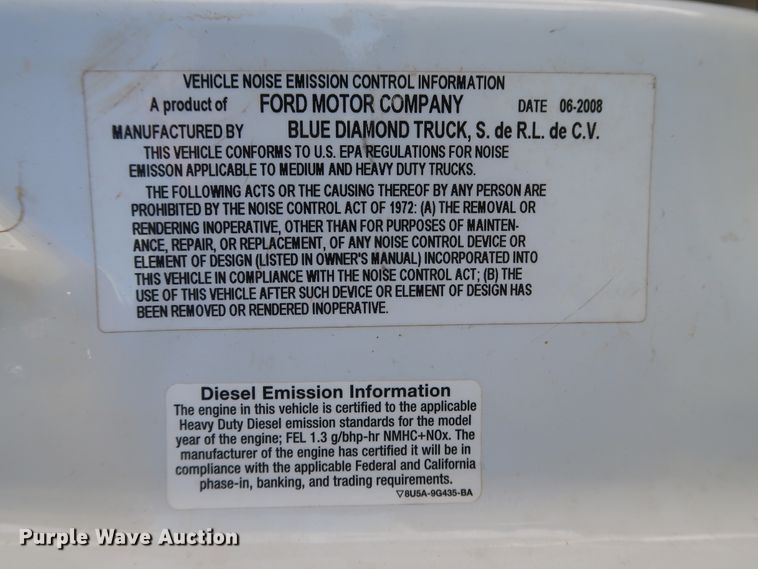 VEHICLE NOISE EMISSION CONTROL INFORMATION
A product of FORD MOTOR COMPANY DATE 06-2008
MANUFACTURED BY BLUE DIAMOND TRUCK, S. de R.L. de C.V.
THIS VEHICLE CONFORMS TO U.S. EPA REGULATIONS FOR NOISE
EMISSON APPLICABLE TO MEDIUM AND HEAVY DUTY TRUCKS.
THE FOLLOWING ACTS OR THE CAUSING THEREOF BY ANY PERSON ARE
PROHIBITED BY THE NOISE CONTROL ACT OF 1972: (A) THE REMOVAL OR
RENDERING INOPERATIVE, OTHER THAN FOR PURPOSES OF MAINTEN-
ANCE, REPAIR, OR REPLACEMENT, OF ANY NOISE CONTROL DEVICE OR
ELEMENT OF DESIGN (LISTED IN OWNER'S MANUAL) INCORPORATED INTO
THIS VEHICLE IN COMPLIANCE WITH THE NOISE CONTROL ACT; (B) THE
USE OF THIS VEHICLE AFTER SUCH DEVICE OR ELEMENT OF DESIGN HAS
BEEN REMOVED OR RENDERED INOPERATIVE.
Diesel Emission Information
The engine in this vehicle is certified to the applicable
Heavy Duty Diesel emission standards for the model
year of the engine; FEL 1.3 g/bhp-hr NMHC+NOx. The
manufacturer of the engine has certified it will be in
compliance with the applicable Federal and California
phase-in, banking, and trading requirements.
▽8U5A-9G435-BA
Purple Wave Auction